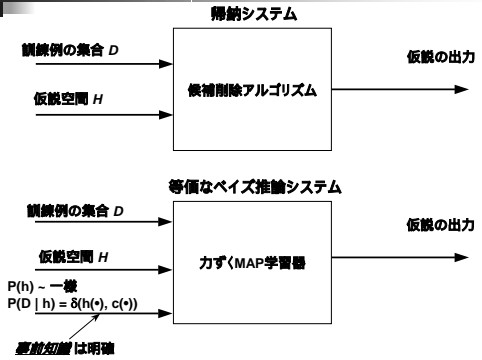 帰納システム
訓練例の集合 D
仮説空間 H
候補削除アルゴリズム
仮説の出力
等価なベイズ推論システム
訓練例の集合 D
仮説空間 H
P(h) ~ 一様
P(D | h) = δ(h(•), c(•))
力ずくMAP学習器
仮説の出力
事前知識 は明確